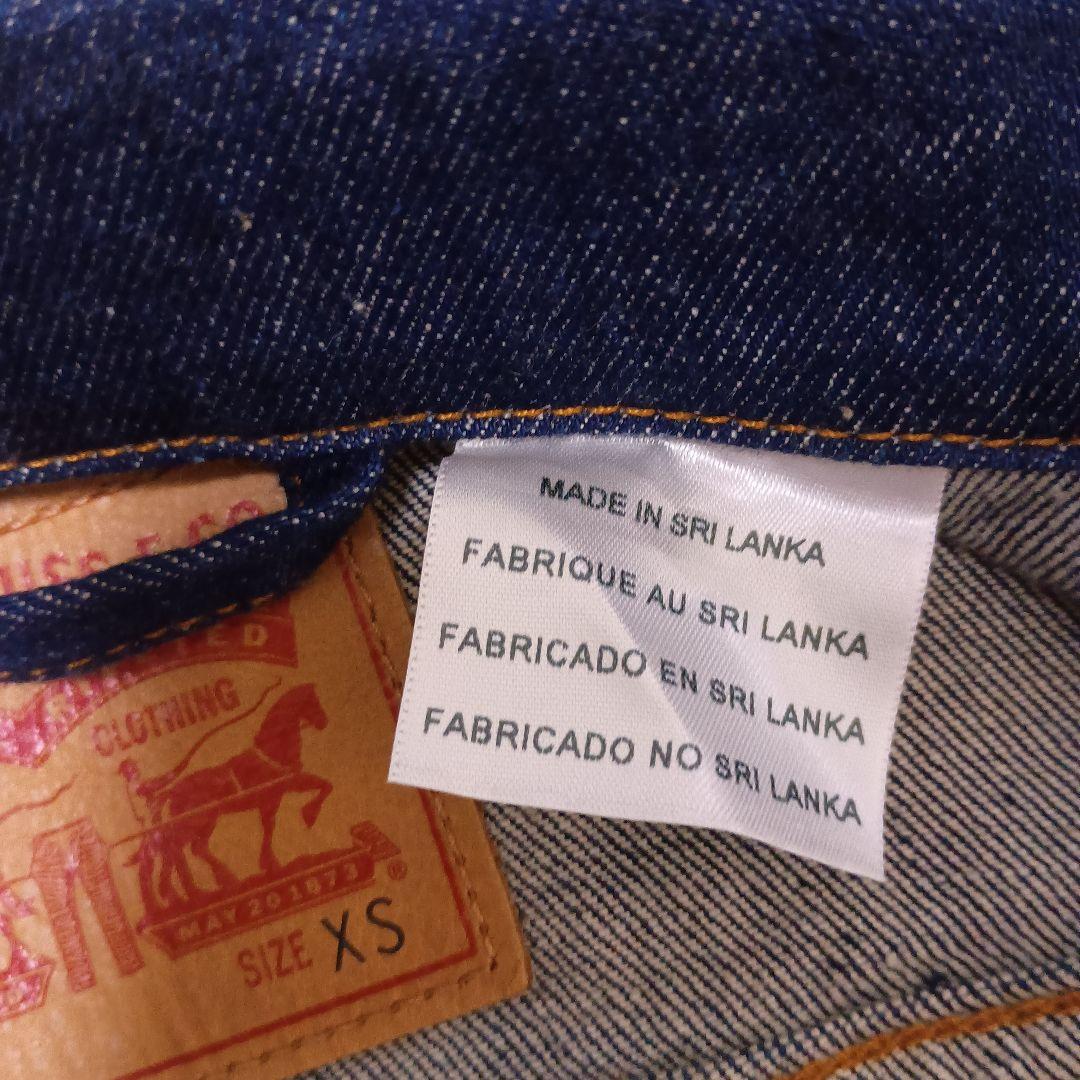 MADE IN SRI LANKA
FABRIQUE AU SRI LANKA
FABRICADO EN SRI LANKA
FABRICADO NO SRI LANKA
& CO
CLOTHING
MAY 20 1873
®
SIZE XS